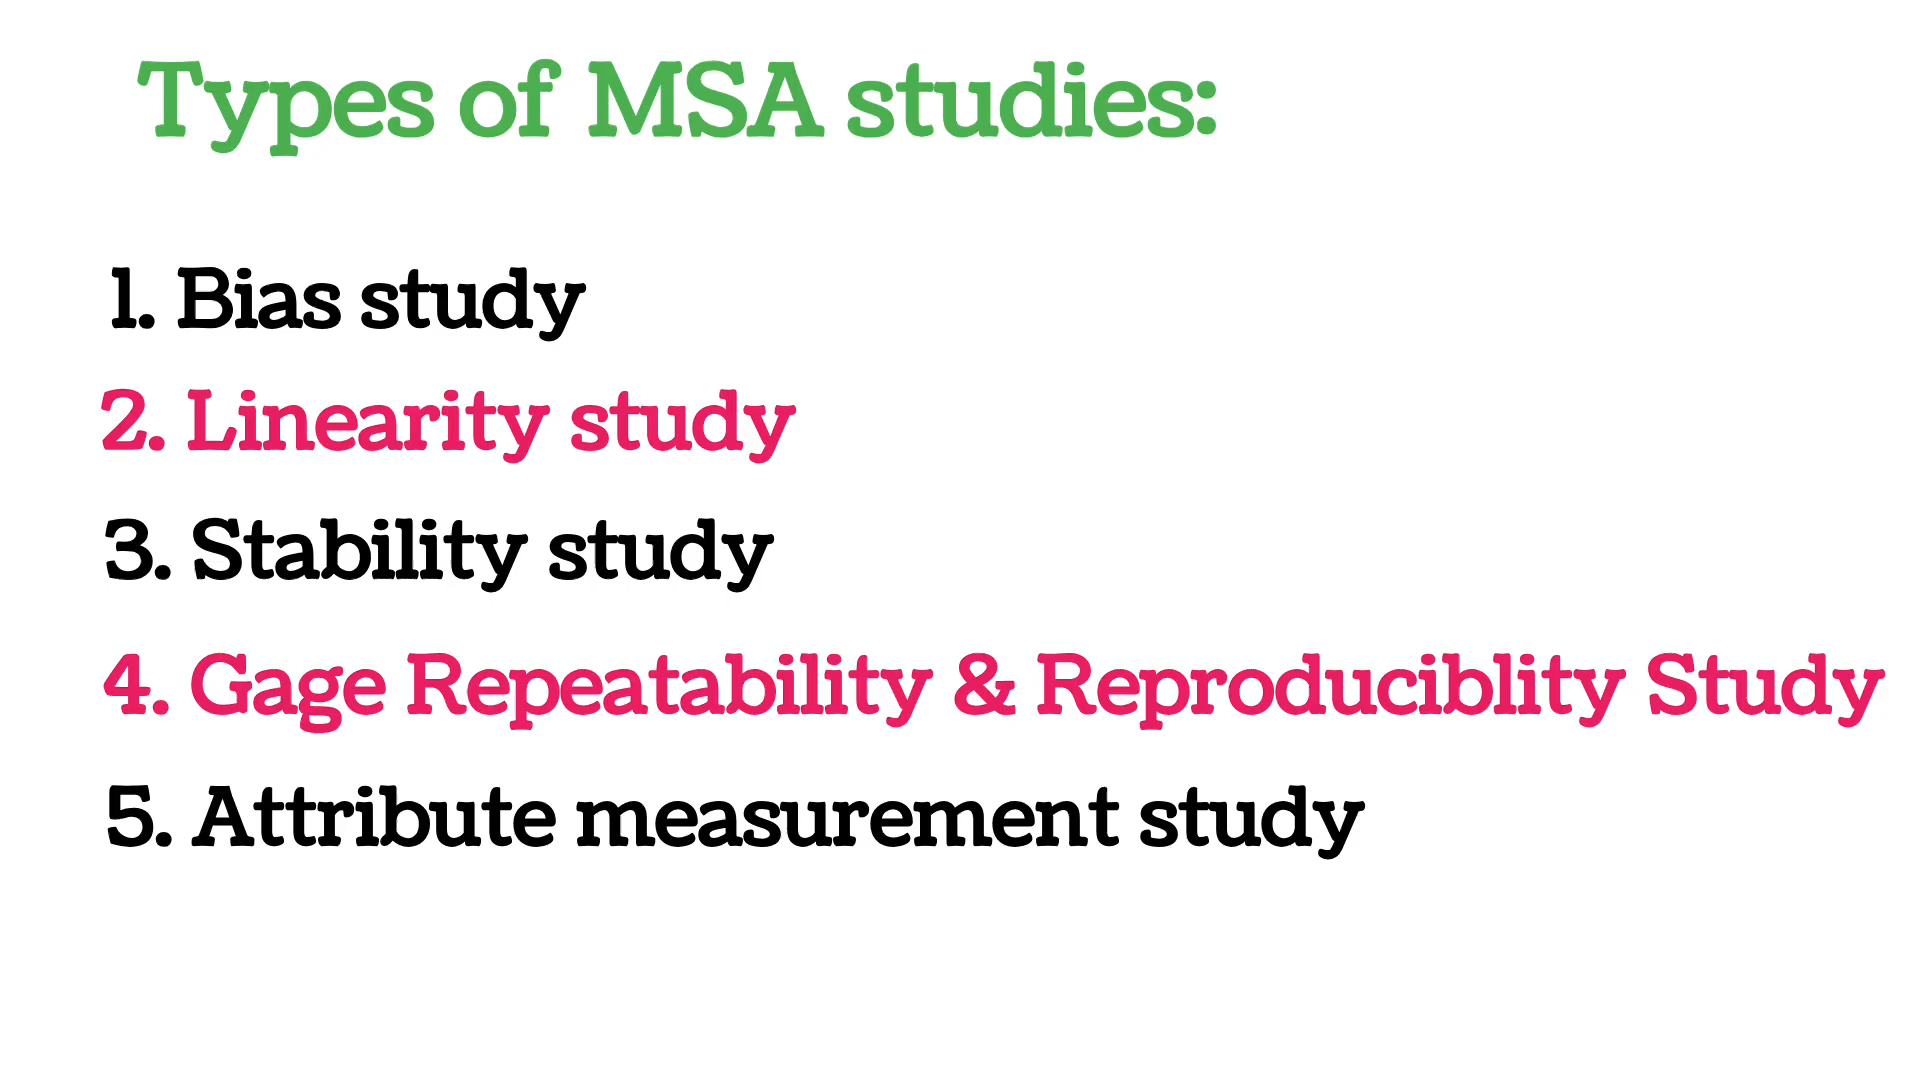 Types of MSA studies:
1. Bias study
2. Linearity study
3. Stability study
4. Gage Repeatability & Reproduciblity Study
5. Attribute measurement study